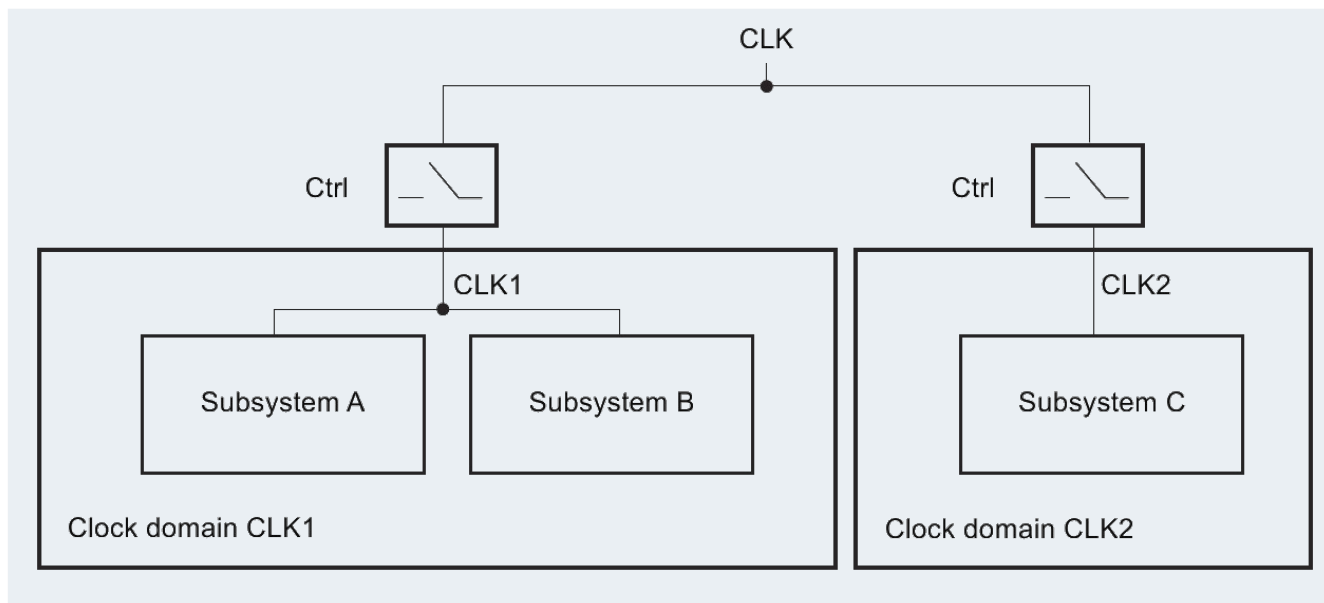 CLK
Ctrl
Ctrl
CLK1
CLK2
Subsystem A
Subsystem B
Subsystem C
Clock domain CLK1
Clock domain CLK2